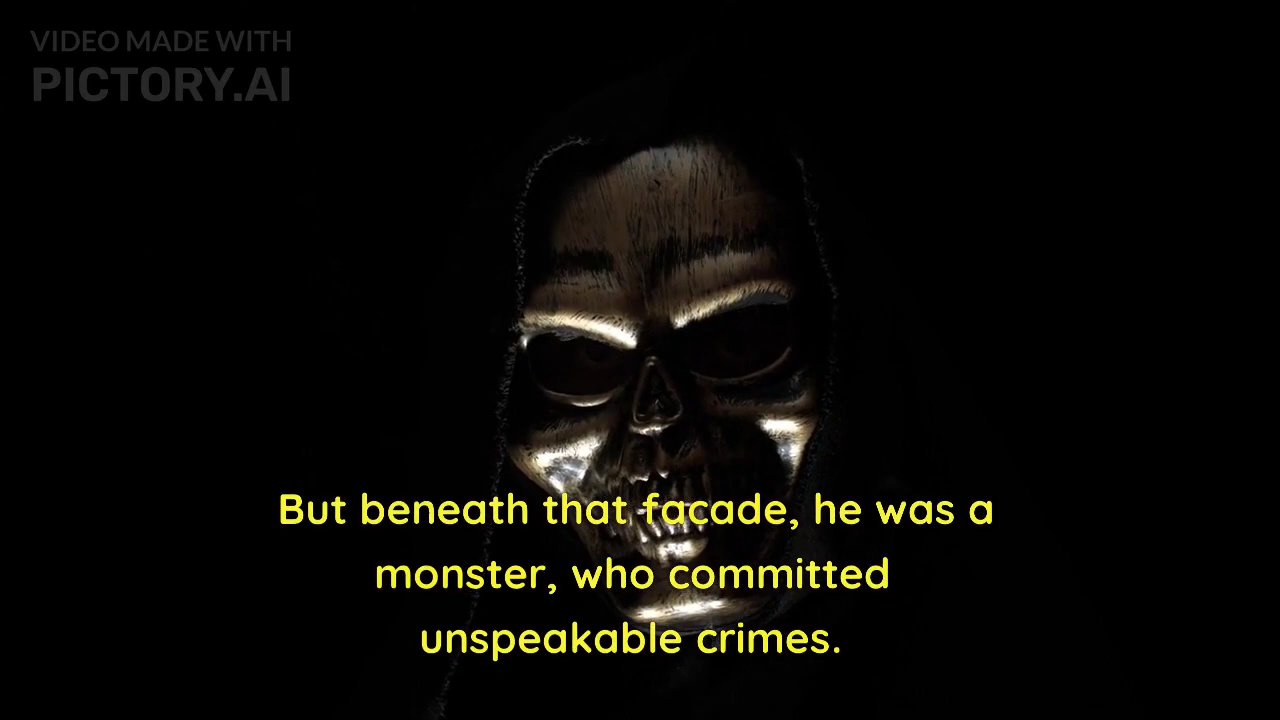 VIDEO MADE WITH
PICTORY.AI
But beneath that facade, he was a
monster, who committed
unspeakable crimes.